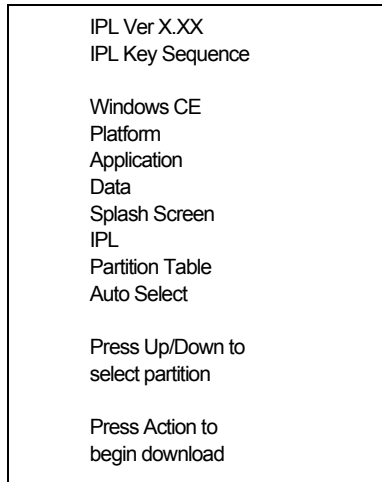 IPL Ver X.XX
IPL Key Sequence
Windows CE
Platform
Application
Data
Splash Screen
IPL
Partition Table
Auto Select
Press Up/Down to
select partition
Press Action to
begin download